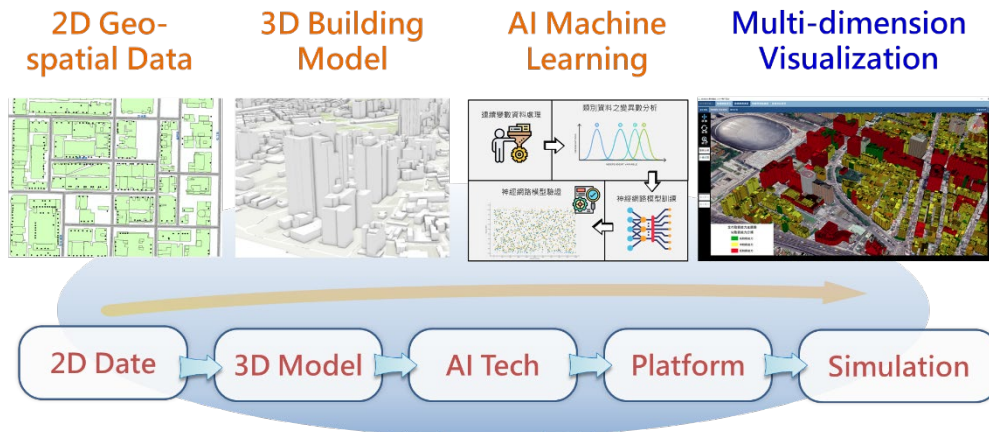 2D Geo-
spatial Data
3D Building
Model
AI Machine
Learning
Multi-dimension
Visualization
連續變數資料處理
類別資料之變異數分析
神經網路模型驗證
神經網路模型訓練
2D Date
3D Model
AI Tech
Platform
Simulation